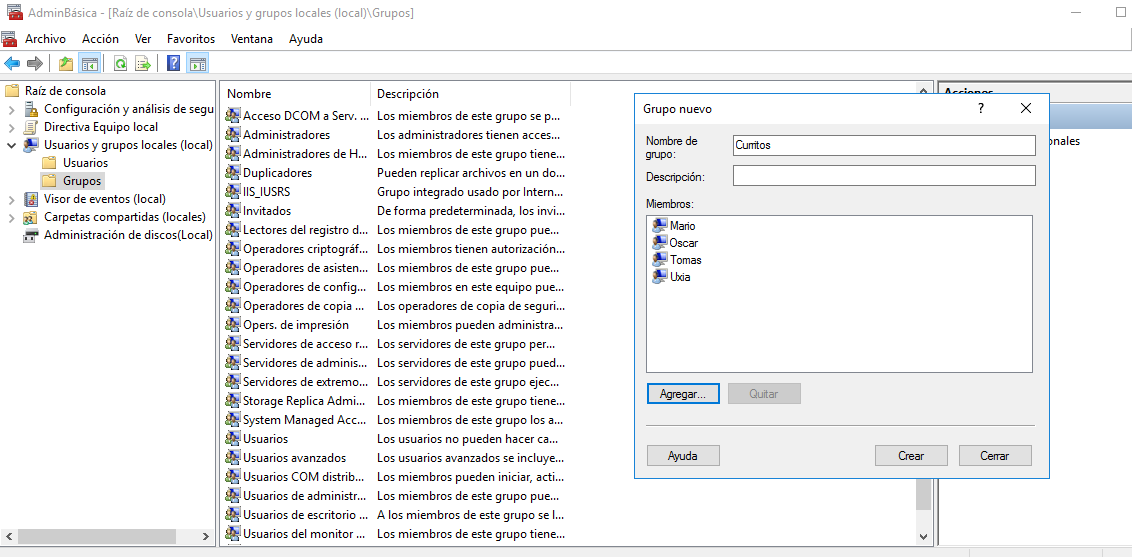 AdminBásica - [Raíz de consola\Usuarios y grupos locales (local)\Grupos]
Archivo Acción Ver Favoritos Ventana Ayuda
Raíz de consola
Configuración y análisis de segu
Directiva Equipo local
Usuarios y grupos locales (local)
Usuarios
Grupos
Visor de eventos (local)
Carpetas compartidas (locales)
Administración de discos(Local)
Nombre Descripción
Acceso DCOM a Serv. ... Los miembros de este grupo se p...
Administradores Los administradores tienen acces...
Administradores de H... Los miembros de este grupo tiene...
Duplicadores Pueden replicar archivos en un do...
IIS_IUSRS Grupo integrado usado por Intern...
Invitados De forma predeterminada, los invi...
Lectores del registro d... Los miembros de este grupo pue...
Operadores criptográf... Los miembros tienen autorización...
Operadores de asisten... Los miembros de este grupo pue...
Operadores de config... Los miembros en este equipo pue...
Operadores de copia ... Los operadores de copia de seguri...
Opers. de impresión Los miembros pueden administra...
Servidores de acceso r... Los servidores de este grupo per...
Servidores de adminis... Los servidores de este grupo pued...
Servidores de extremo... Los servidores de este grupo ejec...
Storage Replica Admi... Los miembros de este grupo tiene...
System Managed Acc... Los miembros de este grupo los a...
Usuarios Los usuarios no pueden hacer ca...
Usuarios avanzados Los usuarios avanzados se incluye...
Usuarios COM distrib... Los miembros pueden iniciar, acti...
Usuarios de administr... Los miembros de este grupo pue...
Usuarios de escritorio ... A los miembros de este grupo se l...
Usuarios del monitor ... Los miembros de este grupo tiene...
Acciones
onales
Grupo nuevo ?
Nombre de
grupo: Curritos
Descripción:
Miembros:
Mario
Oscar
Tomas
Uxia
Agregar... Quitar
Ayuda Crear Cerrar